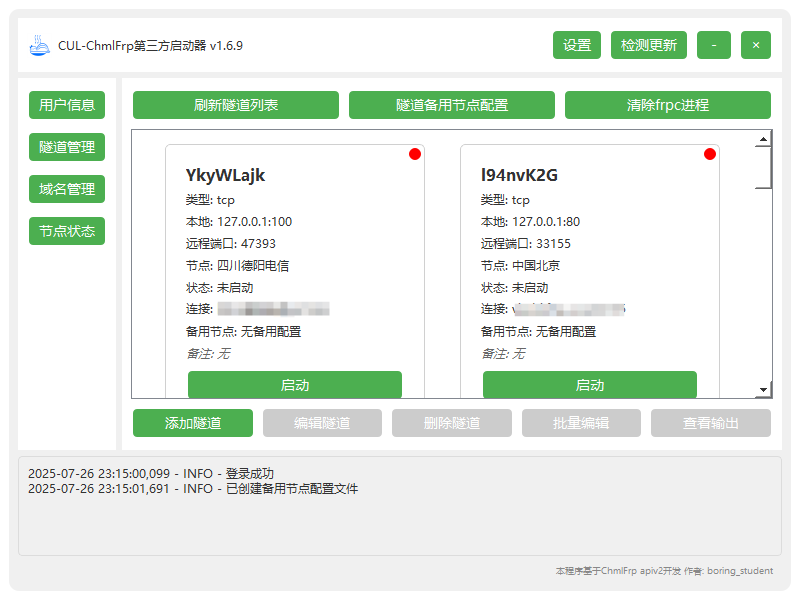 CUL-ChmlFrp第三方启动器 v1.6.9
设置
检测更新
-
×
用户信息
隧道管理
域名管理
节点状态
刷新隧道列表
隧道备用节点配置
清除frpc进程
YkyWLajk
类型: tcp
本地: 127.0.0.1:100
远程端口: 47393
节点: 四川德阳电信
状态: 未启动
连接:
备用节点: 无备用配置
备注: 无
启动
l94nvK2G
类型: tcp
本地: 127.0.0.1:80
远程端口: 33155
节点: 中国北京
状态: 未启动
连接:
备用节点: 无备用配置
备注: 无
启动
添加隧道
编辑隧道
删除隧道
批量编辑
查看输出
2025-07-26 23:15:00,099 - INFO - 登录成功
2025-07-26 23:15:01,691 - INFO - 已创建备用节点配置文件
本程序基于ChmlFrp apiv2开发 作者: boring_student